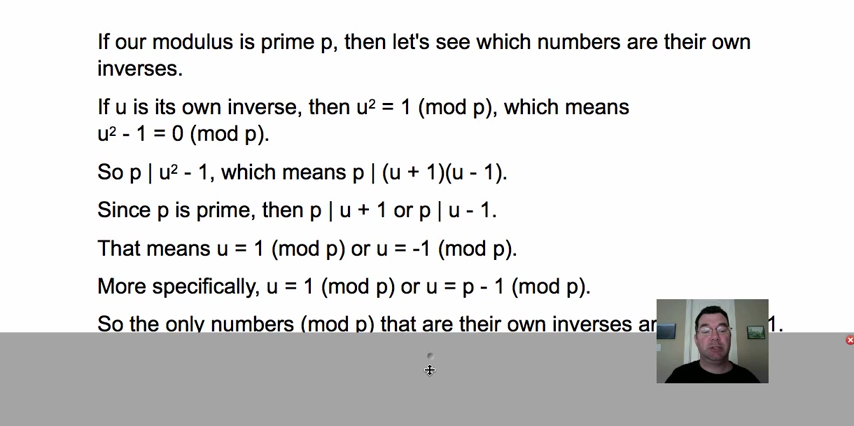 If our modulus is prime p, then let's see which numbers are their own
inverses.
If u is its own inverse, then u² = 1 (mod p), which means
u² - 1 = 0 (mod p).
So p | u² - 1, which means p | (u + 1)(u - 1).
Since p is prime, then p | u + 1 or p | u - 1.
That means u = 1 (mod p) or u = -1 (mod p).
More specifically, u = 1 (mod p) or u = p - 1 (mod p).
So the only numbers (mod p) that are their own inverses 1.